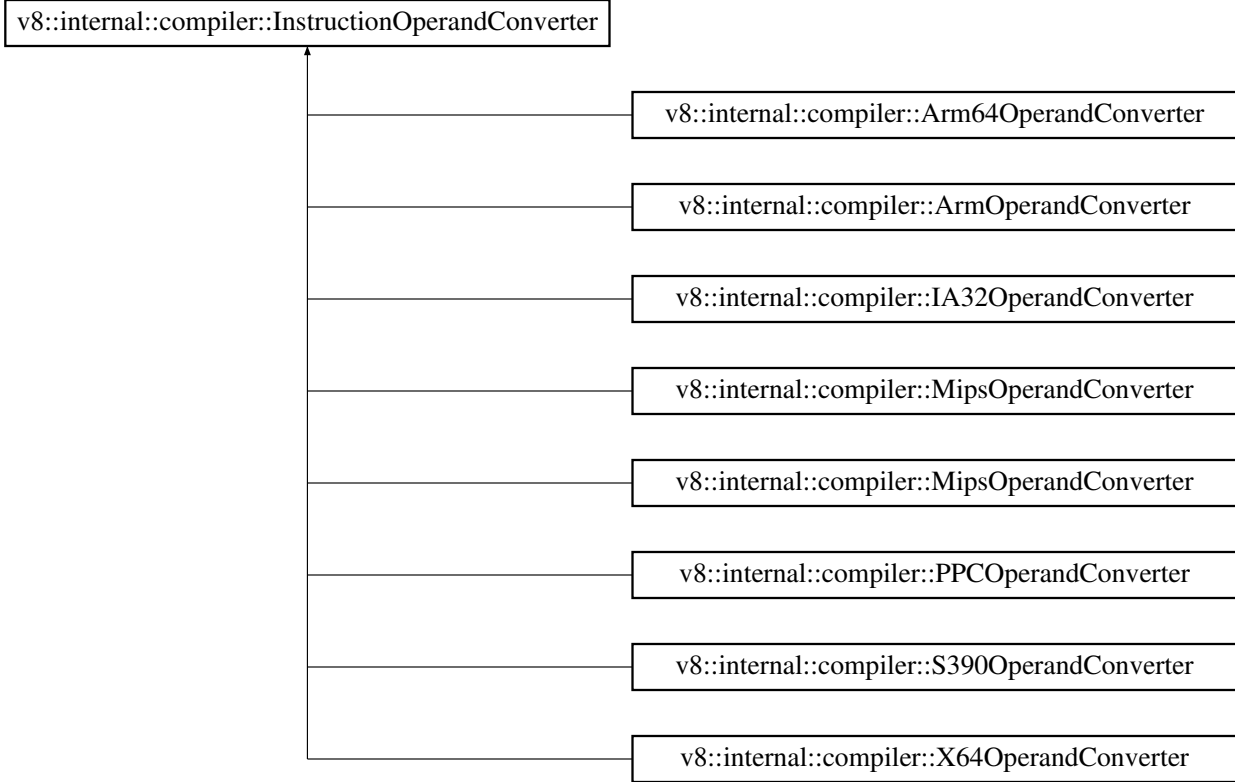 v8::internal::compiler::InstructionOperandConverter
v8::internal::compiler::Arm64OperandConverter
v8::internal::compiler::ArmOperandConverter
v8::internal::compiler::IA32OperandConverter
v8::internal::compiler::MipsOperandConverter
v8::internal::compiler::MipsOperandConverter
v8::internal::compiler::PPCOperandConverter
v8::internal::compiler::S390OperandConverter
v8::internal::compiler::X64OperandConverter